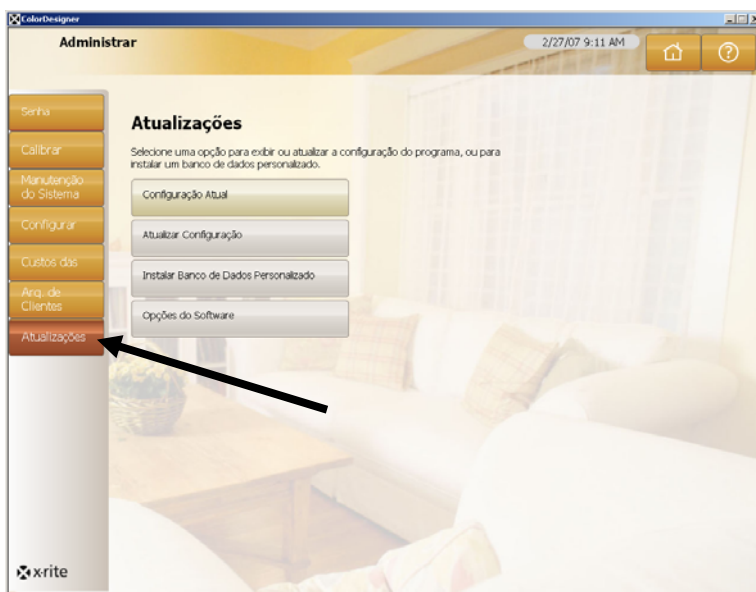 ColorDesigner
Administrar
2/27/07 9:11 AM
Senha
Calibrar
Manutenção
do Sistema
Configurar
Custos das
Arq. de
Clientes
Atualizações
Atualizações
Selecione uma opção para exibir ou atualizar a configuração do programa, ou para
instalar um banco de dados personalizado.
Configuração Atual
Atualizar Configuração
Instalar Banco de Dados Personalizado
Opções do Software
x·rite